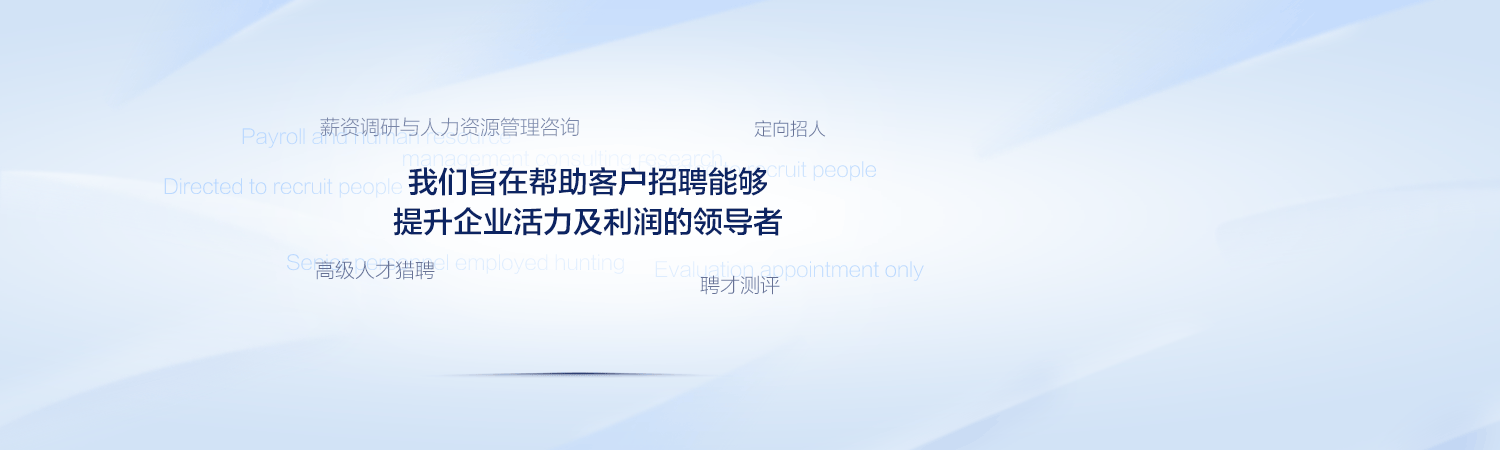 薪资调研与人力资源管理咨询
定向招人
Payroll and human resource
management consulting research
recruit people
Directed to recruit people
我们旨在帮助客户招聘能够
提升企业活力及利润的领导者
Senior personnel employed hunting
Evaluation appointment only
高级人才猎聘
聘才测评